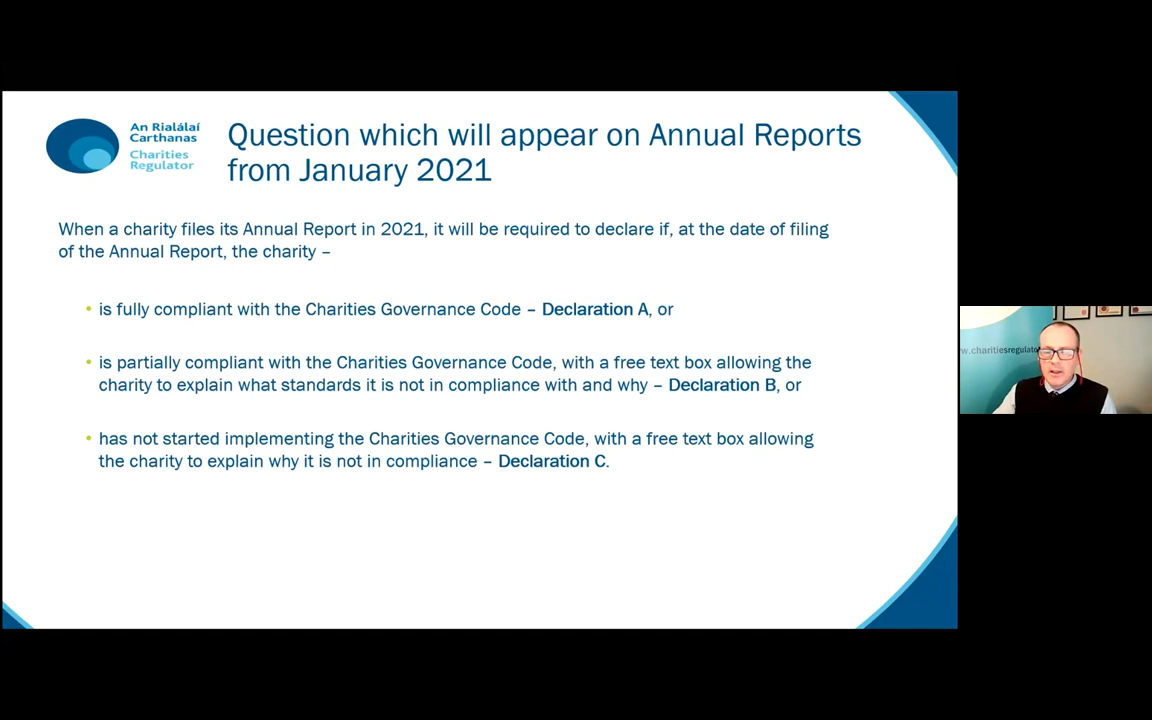 An Rialálaí
Carthanas
Charities
Regulator
Question which will appear on Annual Reports
from January 2021
When a charity files its Annual Report in 2021, it will be required to declare if, at the date of filing
of the Annual Report, the charity –
• is fully compliant with the Charities Governance Code – Declaration A, or
• is partially compliant with the Charities Governance Code, with a free text box allowing the
charity to explain what standards it is not in compliance with and why – Declaration B, or
• has not started implementing the Charities Governance Code, with a free text box allowing
the charity to explain why it is not in compliance – Declaration C.
w.charitiesregulato